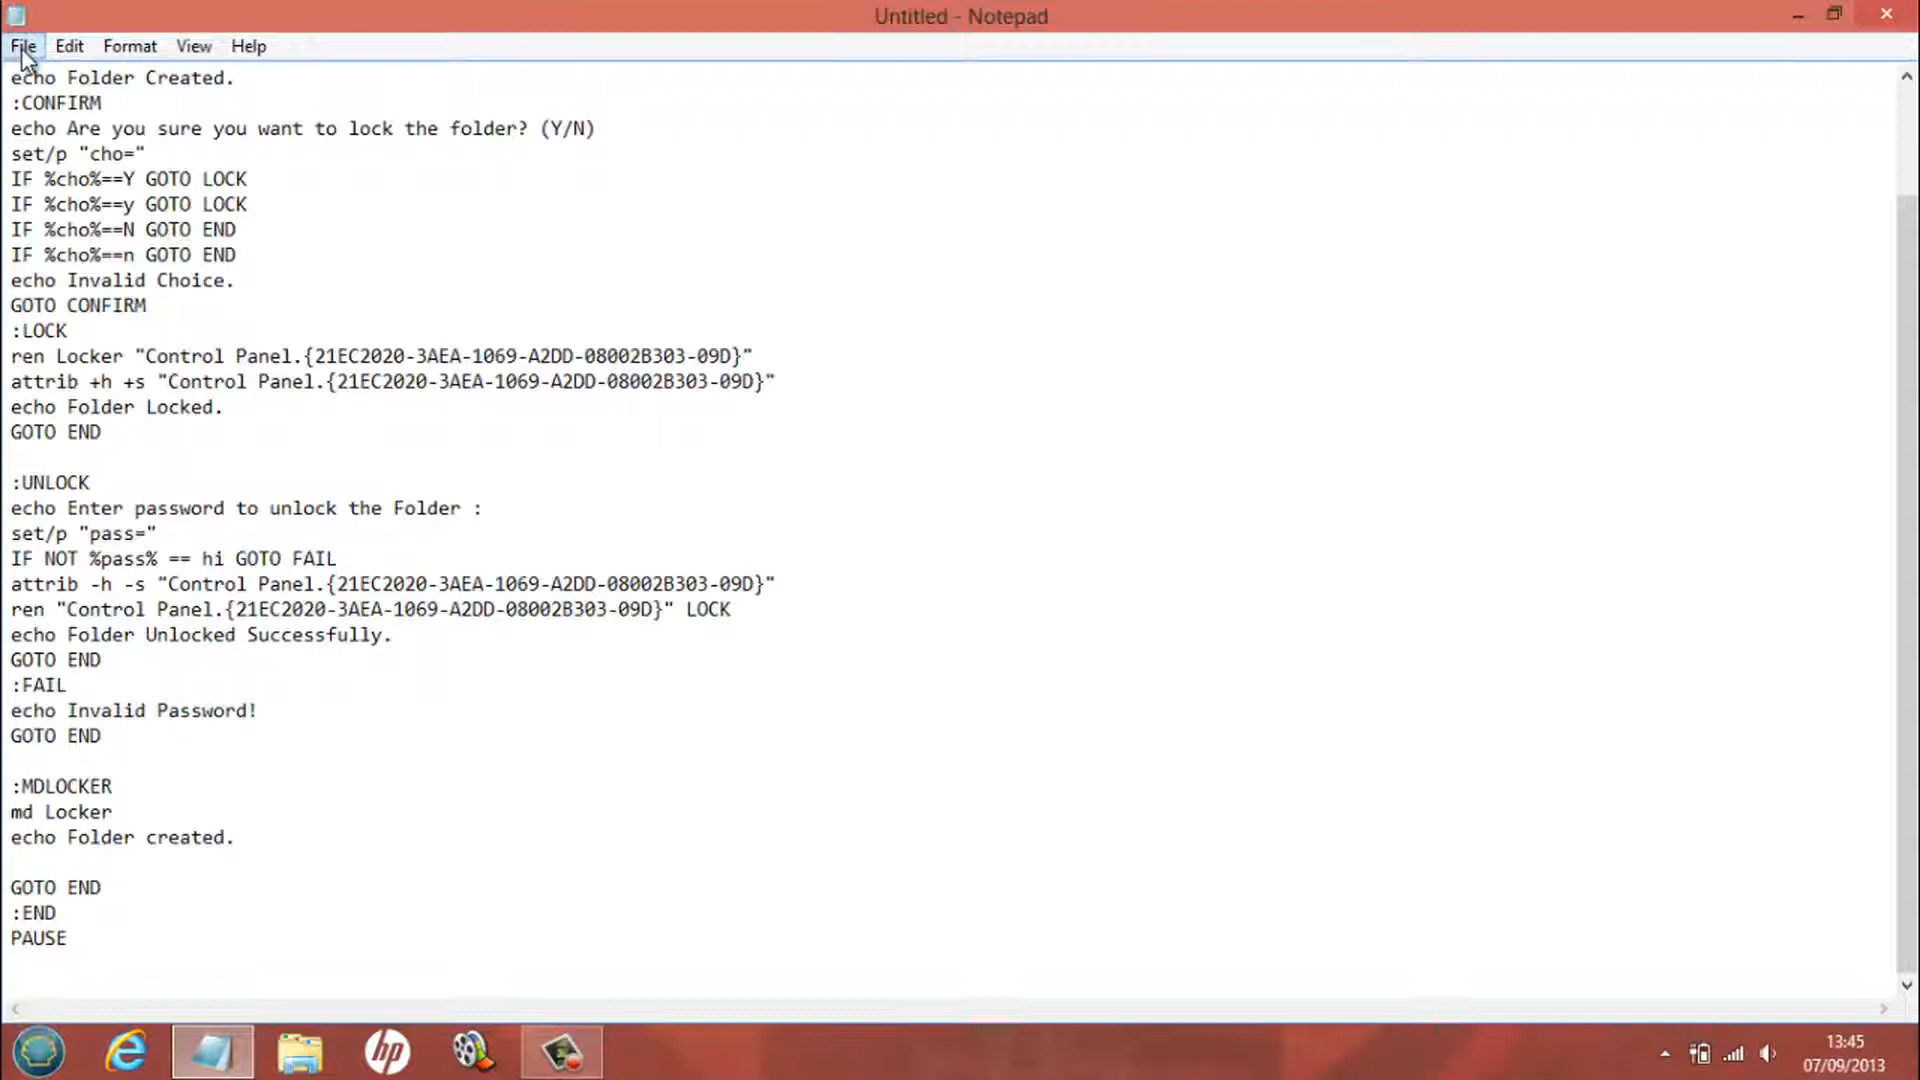 Untitled - Notepad
File Edit Format View Help
echo Folder Created.
:CONFIRM
echo Are you sure you want to lock the folder? (Y/N)
set/p "cho="
IF %cho%==Y GOTO LOCK
IF %cho%==y GOTO LOCK
IF %cho%==N GOTO END
IF %cho%==n GOTO END
echo Invalid Choice.
GOTO CONFIRM
:LOCK
ren Locker "Control Panel.{21EC2020-3AEA-1069-A2DD-08002B303-09D}"
attrib +h +s "Control Panel.{21EC2020-3AEA-1069-A2DD-08002B303-09D}"
echo Folder Locked.
GOTO END
:UNLOCK
echo Enter password to unlock the Folder :
set/p "pass="
IF NOT %pass% == hi GOTO FAIL
attrib -h -s "Control Panel.{21EC2020-3AEA-1069-A2DD-08002B303-09D}"
ren "Control Panel.{21EC2020-3AEA-1069-A2DD-08002B303-09D}" LOCK
echo Folder Unlocked Successfully.
GOTO END
:FAIL
echo Invalid Password!
GOTO END
:MDLOCKER
md Locker
echo Folder created.
GOTO END
:END
PAUSE
hp
13:45
07/09/2013